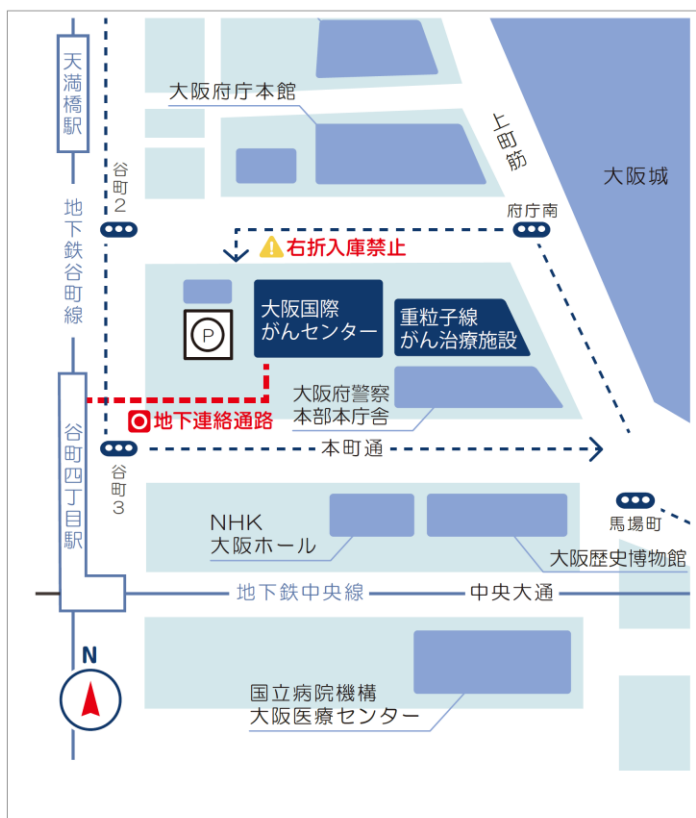 天満橋駅
大阪府庁本館
上町筋
大阪城
谷町2
府庁南
地下鉄谷町線
右折入庫禁止
大阪国際
がんセンター
重粒子線
がん治療施設
P
大阪府警察
本部本庁舎
地下連絡通路
本町通
谷町四丁目駅
谷町3
NHK
大阪ホール
馬場町
大阪歴史博物館
地下鉄中央線
中央大通
N
国立病院機構
大阪医療センター